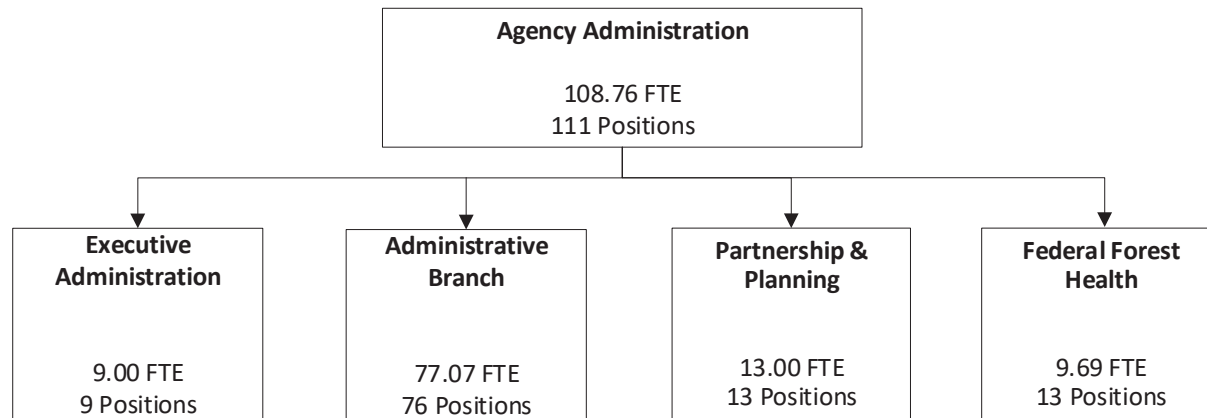 Agency Administration
108.76 FTE
111 Positions
Executive
Administration
9.00 FTE
9 Positions
Administrative
Branch
77.07 FTE
76 Positions
Partnership &
Planning
13.00 FTE
13 Positions
Federal Forest
Health
9.69 FTE
13 Positions